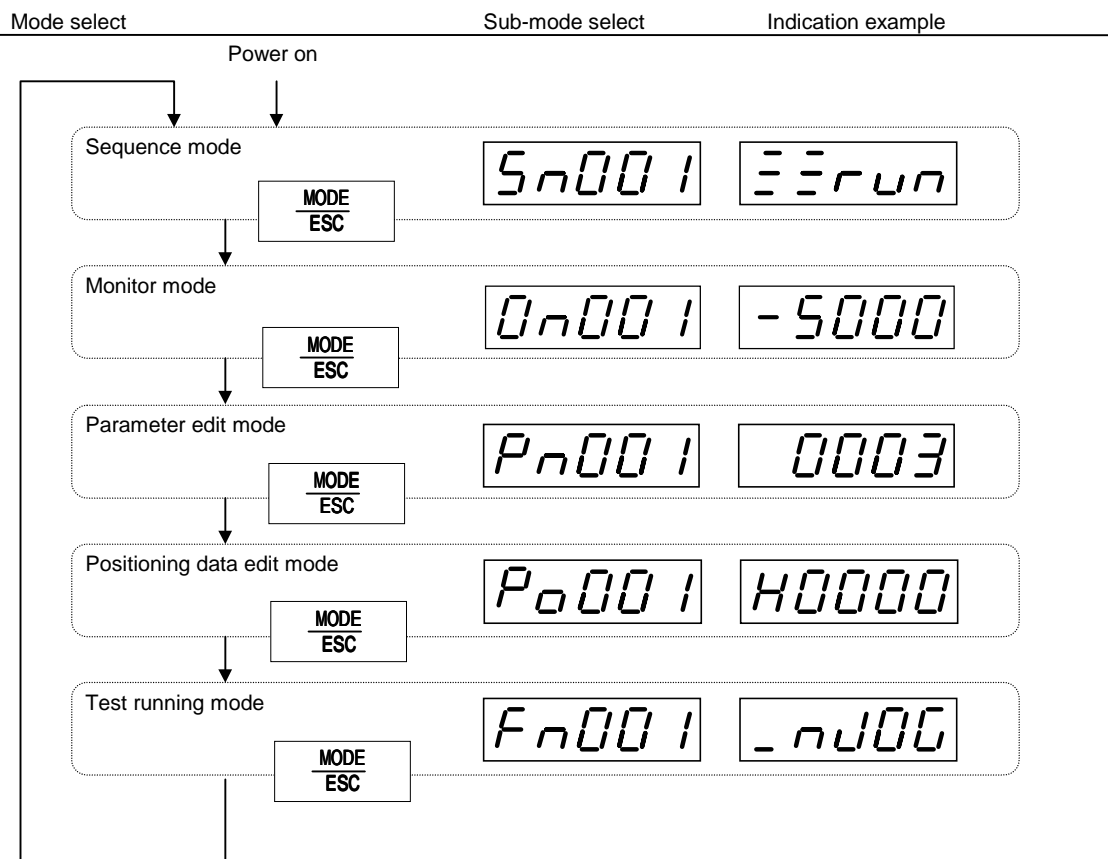 Mode select Sub-mode select Indication example
Power on
Sequence mode
MODE
ESC
Sn001 run
Monitor mode
MODE
ESC
On001 -5000
Parameter edit mode
MODE
ESC
Pn001 0003
Positioning data edit mode
MODE
ESC
Po001 H0000
Test running mode
MODE
ESC
Fn001 _nJOG